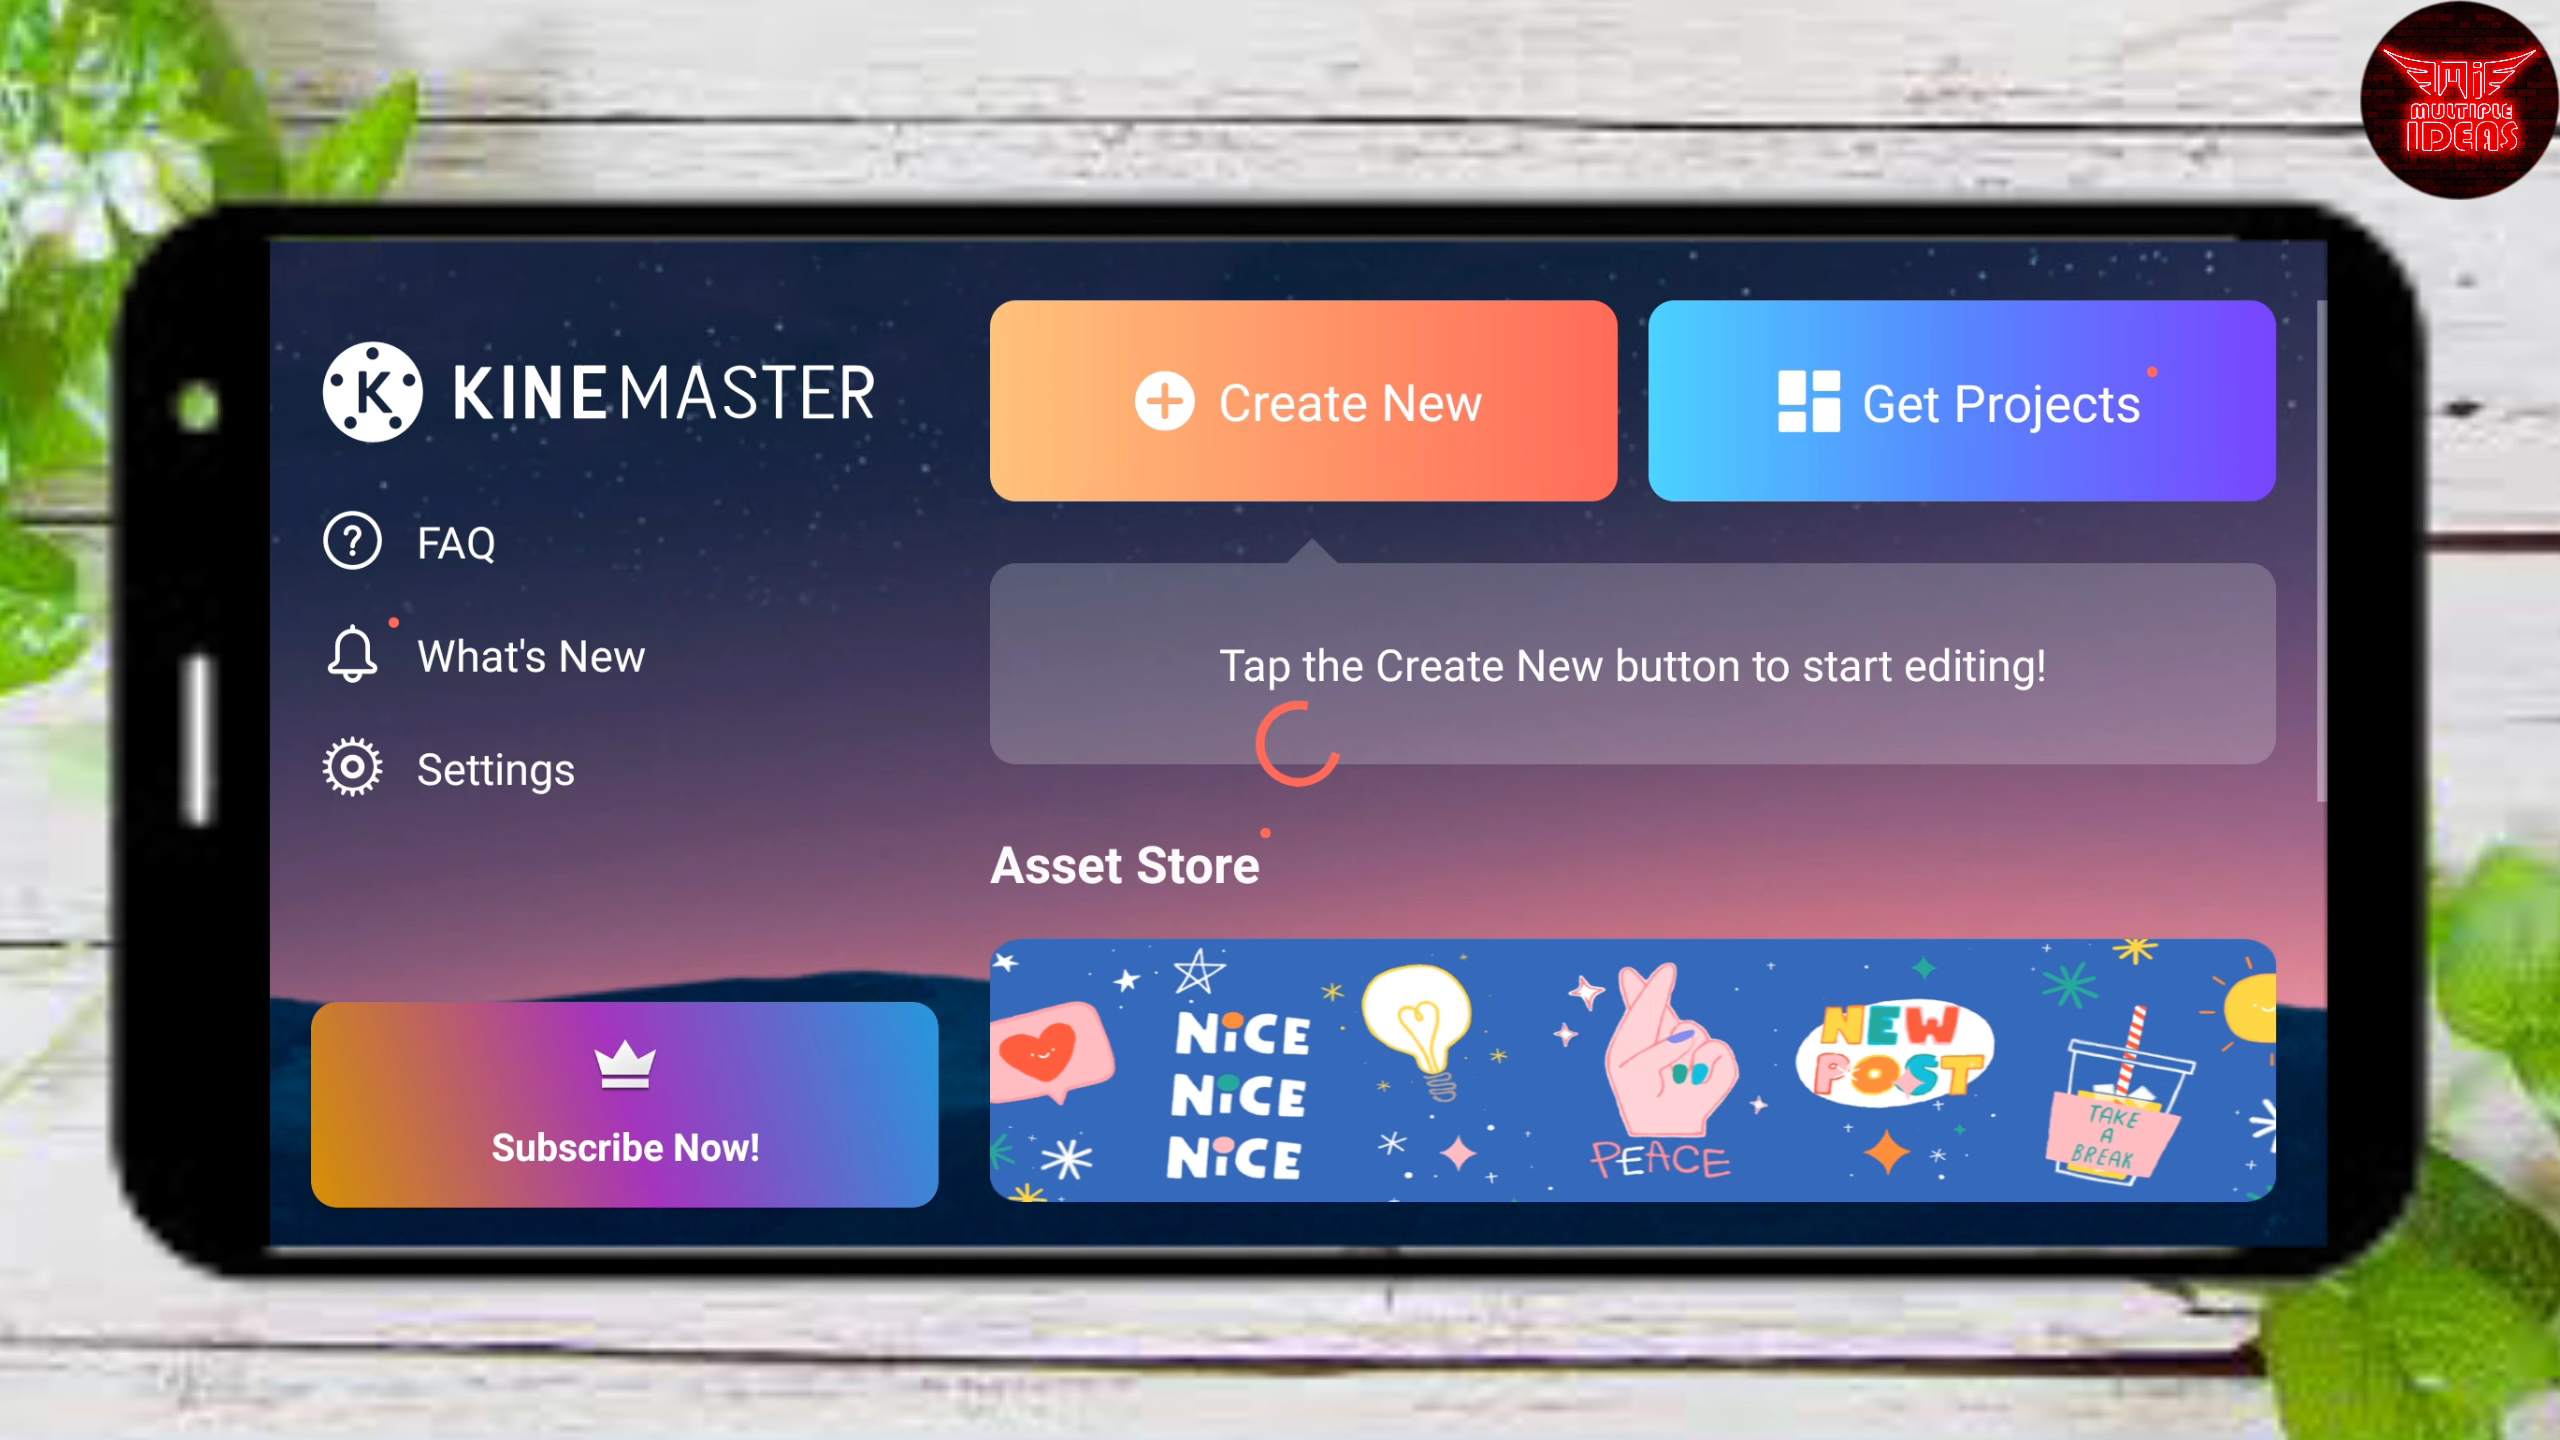 MI
MULTIPLE
IDEAS
K KINEMASTER
Create New
Get Projects
FAQ
What's New
Settings
Tap the Create New button to start editing!
Asset Store
Subscribe Now!
NiCE
NiCE
NiCE
PEACE
NEW
POST
TAKE
A
BREAK